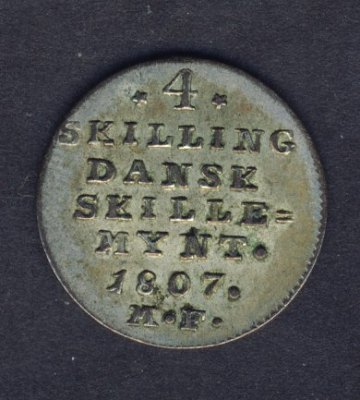 * 4 *
SKILLING
DANSK
SKILLE=
MYNT.
1807.
M•F•